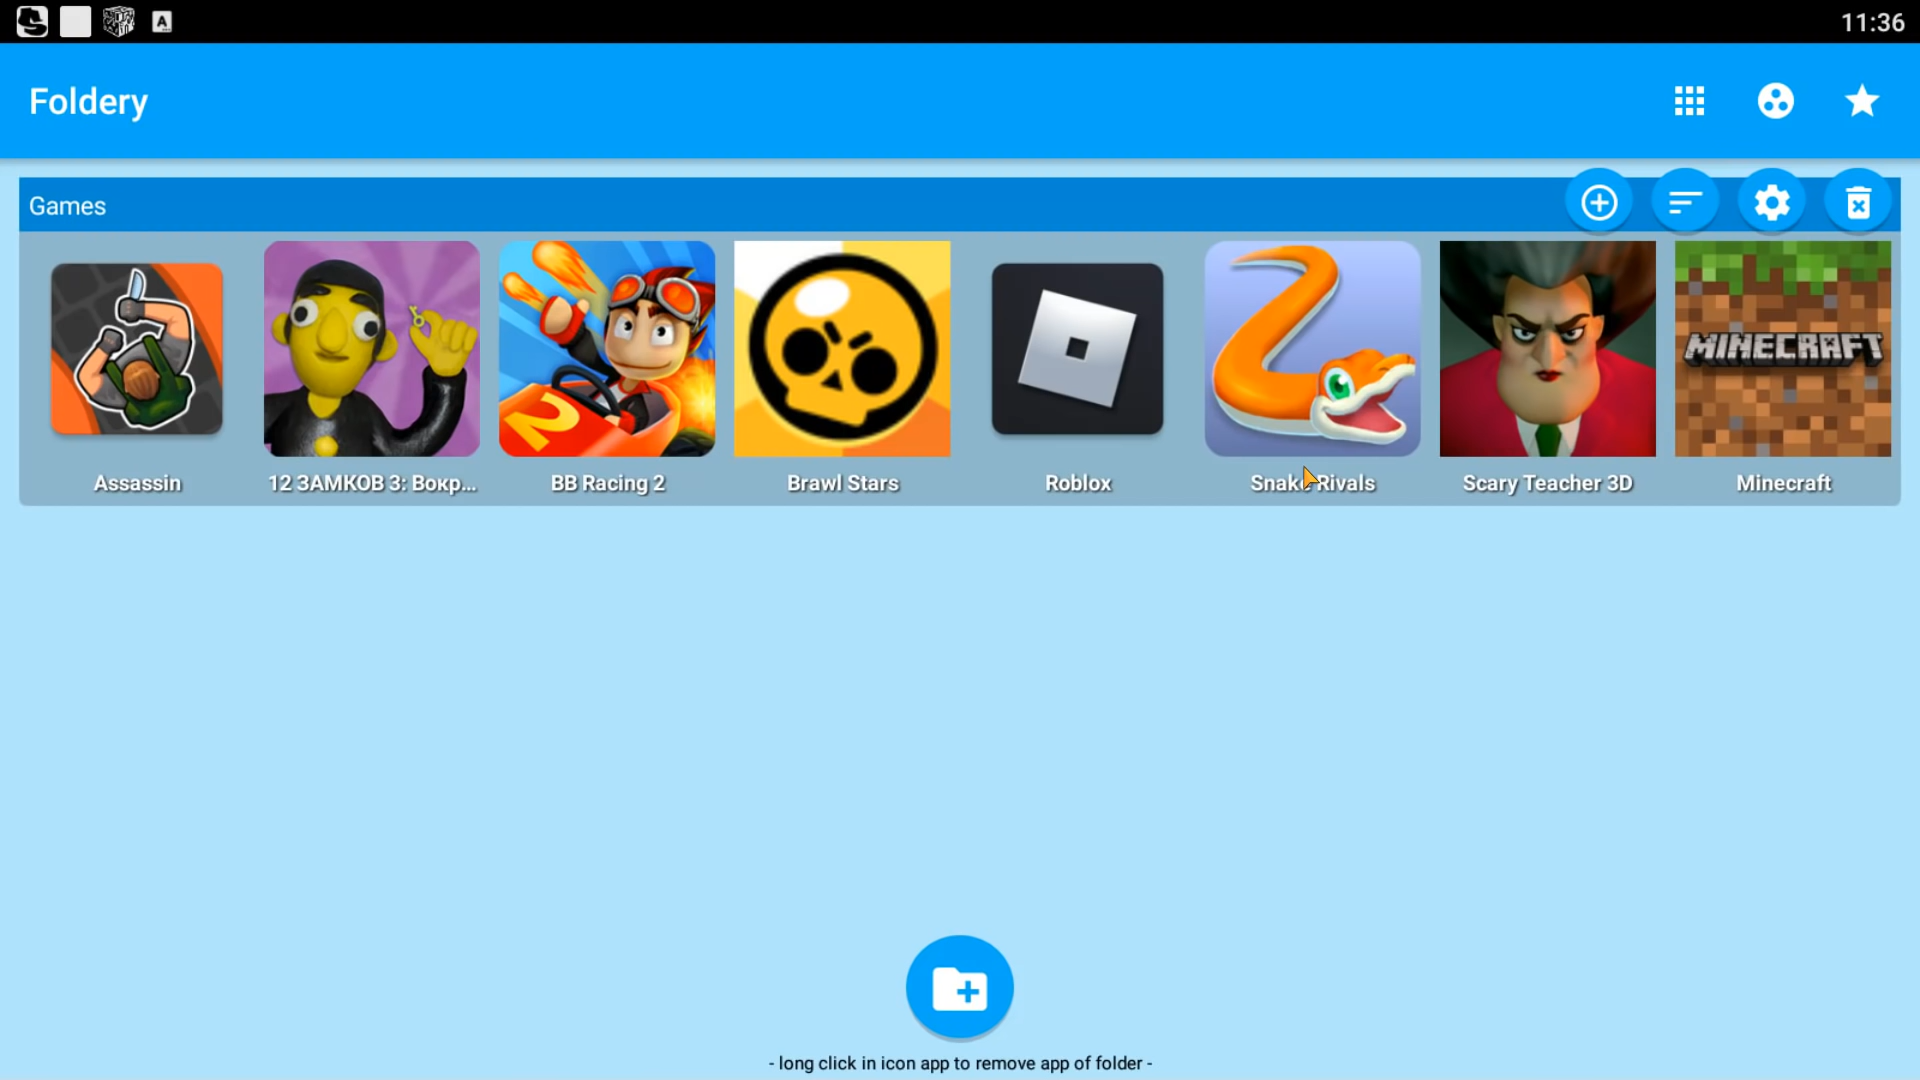 11:36
Foldery
Games
MINECRAFT
Assassin
12 ЗАМКОВ 3: Вокр...
BB Racing 2
Brawl Stars
Roblox
Snake Rivals
Scary Teacher 3D
Minecraft
- long click in icon app to remove app of folder -